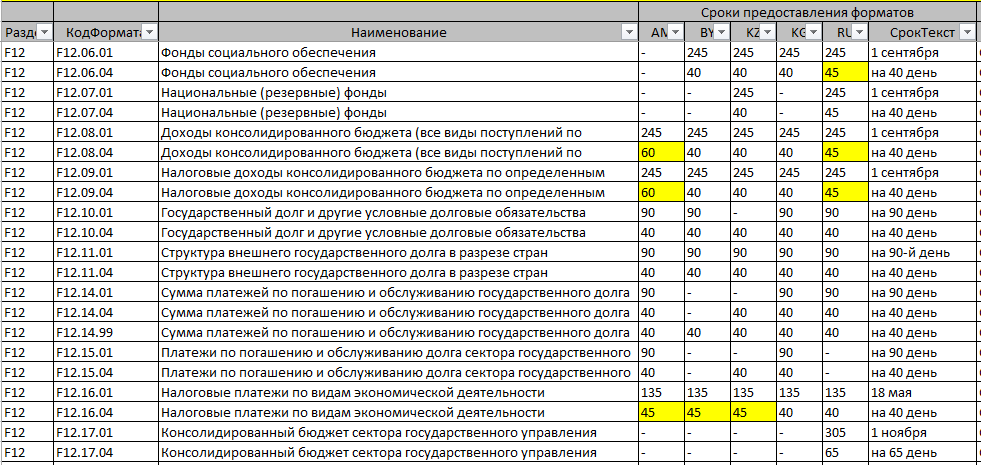 Сроки предоставления форматов
Разде КодФормата Наименование AM BY KZ KG RU СрокТекст
F12 F12.06.01 Фонды социального обеспечения - 245 245 245 245 1 сентября
F12 F12.06.04 Фонды социального обеспечения - 40 40 40 45 на 40 день
F12 F12.07.01 Национальные (резервные) фонды - - 245 - 245 1 сентября
F12 F12.07.04 Национальные (резервные) фонды - - 40 - 45 на 40 день
F12 F12.08.01 Доходы консолидированного бюджета (все виды поступлений по 245 245 245 245 245 1 сентября
F12 F12.08.04 Доходы консолидированного бюджета (все виды поступлений по 60 40 40 40 45 на 40 день
F12 F12.09.01 Налоговые доходы консолидированного бюджета по определенным 245 245 245 245 245 1 сентября
F12 F12.09.04 Налоговые доходы консолидированного бюджета по определенным 60 40 40 40 45 на 40 день
F12 F12.10.01 Государственный долг и другие условные долговые обязательства 90 90 - 90 90 на 90 день
F12 F12.10.04 Государственный долг и другие условные долговые обязательства 40 40 40 40 40 на 40 день
F12 F12.11.01 Структура внешнего государственного долга в разрезе стран 90 90 90 90 90 на 90-й день
F12 F12.11.04 Структура внешнего государственного долга в разрезе стран 40 40 40 40 40 на 40 день
F12 F12.14.01 Сумма платежей по погашению и обслуживанию государственного долга 90 - - 90 90 на 90 день
F12 F12.14.04 Сумма платежей по погашению и обслуживанию государственного долга 40 - 40 40 40 на 40 день
F12 F12.14.99 Сумма платежей по погашению и обслуживанию государственного долга 40 40 40 40 40 на 40 день
F12 F12.15.01 Платежи по погашению и обслуживанию долга сектора государственного 90 - - 90 - на 90 день
F12 F12.15.04 Платежи по погашению и обслуживанию долга сектора государственного 40 - 40 40 - на 40 день
F12 F12.16.01 Налоговые платежи по видам экономической деятельности 135 135 135 135 135 18 мая
F12 F12.16.04 Налоговые платежи по видам экономической деятельности 45 45 45 40 40 на 40 день
F12 F12.17.01 Консолидированный бюджет сектора государственного управления - - - - 305 1 ноября
F12 F12.17.04 Консолидированный бюджет сектора государственного управления - - - - 65 на 65 день